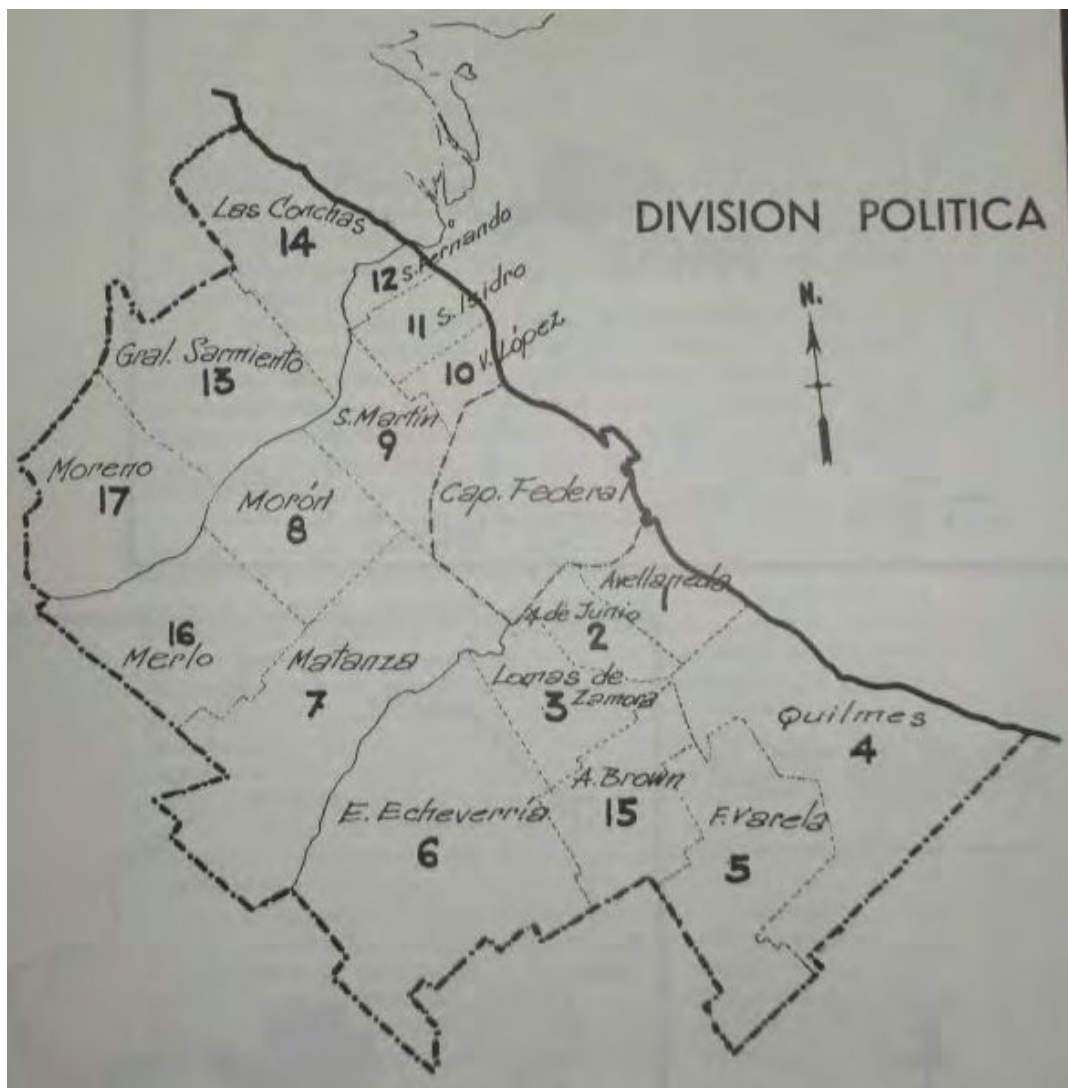 DIVISION POLITICA
N.
Las Conchas
14
12 S. Fernando
11 S. Isidro
10 V. López
Gral. Sarmiento
13
S. Martín
9
Moreno
17
Morón
8
Cap. Federal
Avellaneda
1
4 de Junio
2
16
Merlo
Matanza
7
Lomas de
3 Zamora
Quilmes
4
E. Echeverría
6
A. Brown
15
F. Varela
5